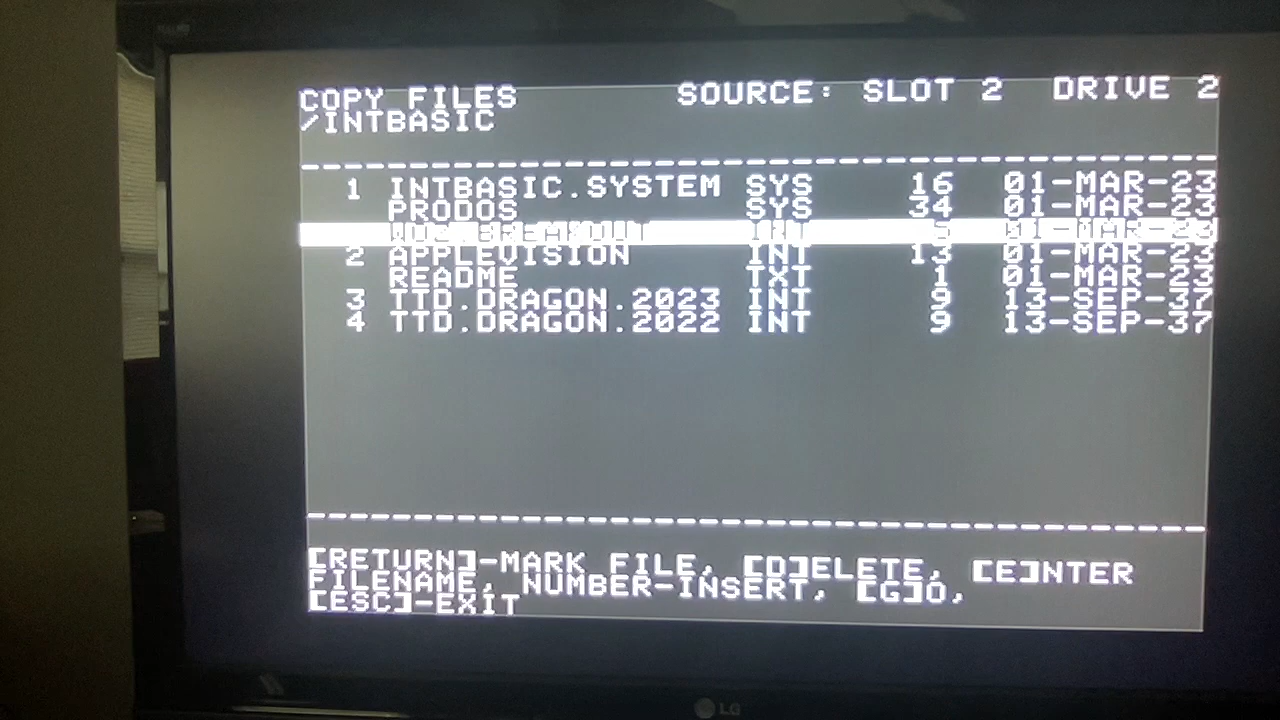 COPY FILES SOURCE: SLOT 2 DRIVE 2
/INTBASIC
1 INTBASIC.SYSTEM SYS 16 01-MAR-23
PRODOS SYS 34 01-MAR-23
2 APPLEVISION INT 13 01-MAR-23
README TXT 1 01-MAR-23
3 TTD.DRAGON.2023 INT 9 13-SEP-37
4 TTD.DRAGON.2022 INT 9 13-SEP-37
[RETURN]-MARK FILE, [D]ELETE, [E]NTER
FILENAME, NUMBER-INSERT, [G]O,
[ESC]-EXIT
LG